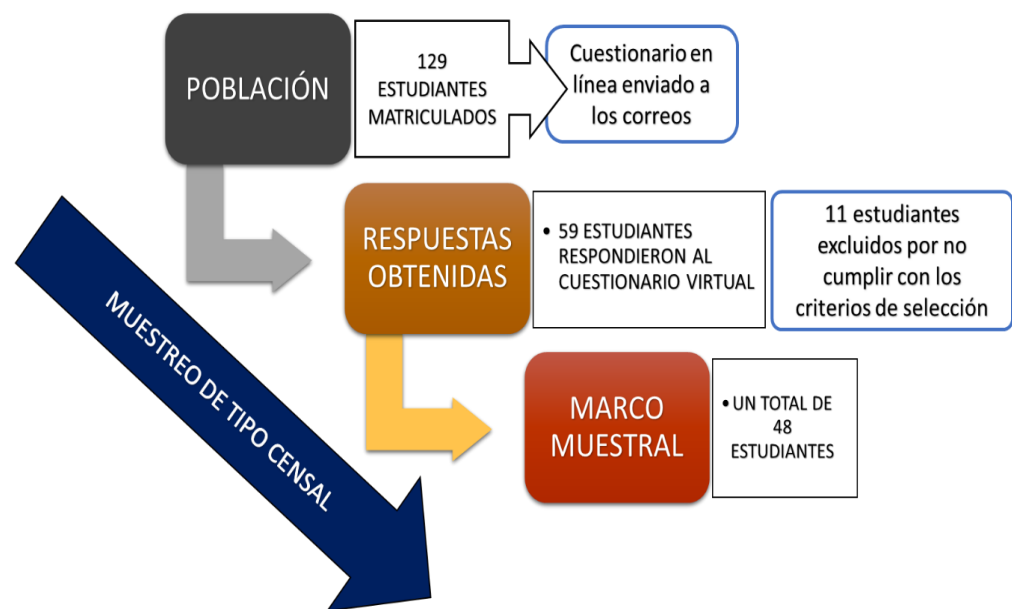 POBLACIÓN
129
ESTUDIANTES
MATRICULADOS
Cuestionario en
línea enviado a
los correos
RESPUESTAS
OBTENIDAS
• 59 ESTUDIANTES
RESPONDIERON AL
CUESTIONARIO VIRTUAL
11 estudiantes
excluidos por no
cumplir con los
criterios de selección
MUESTREO DE TIPO CENSAL
MARCO
MUESTRAL
• UN TOTAL DE
48
ESTUDIANTES